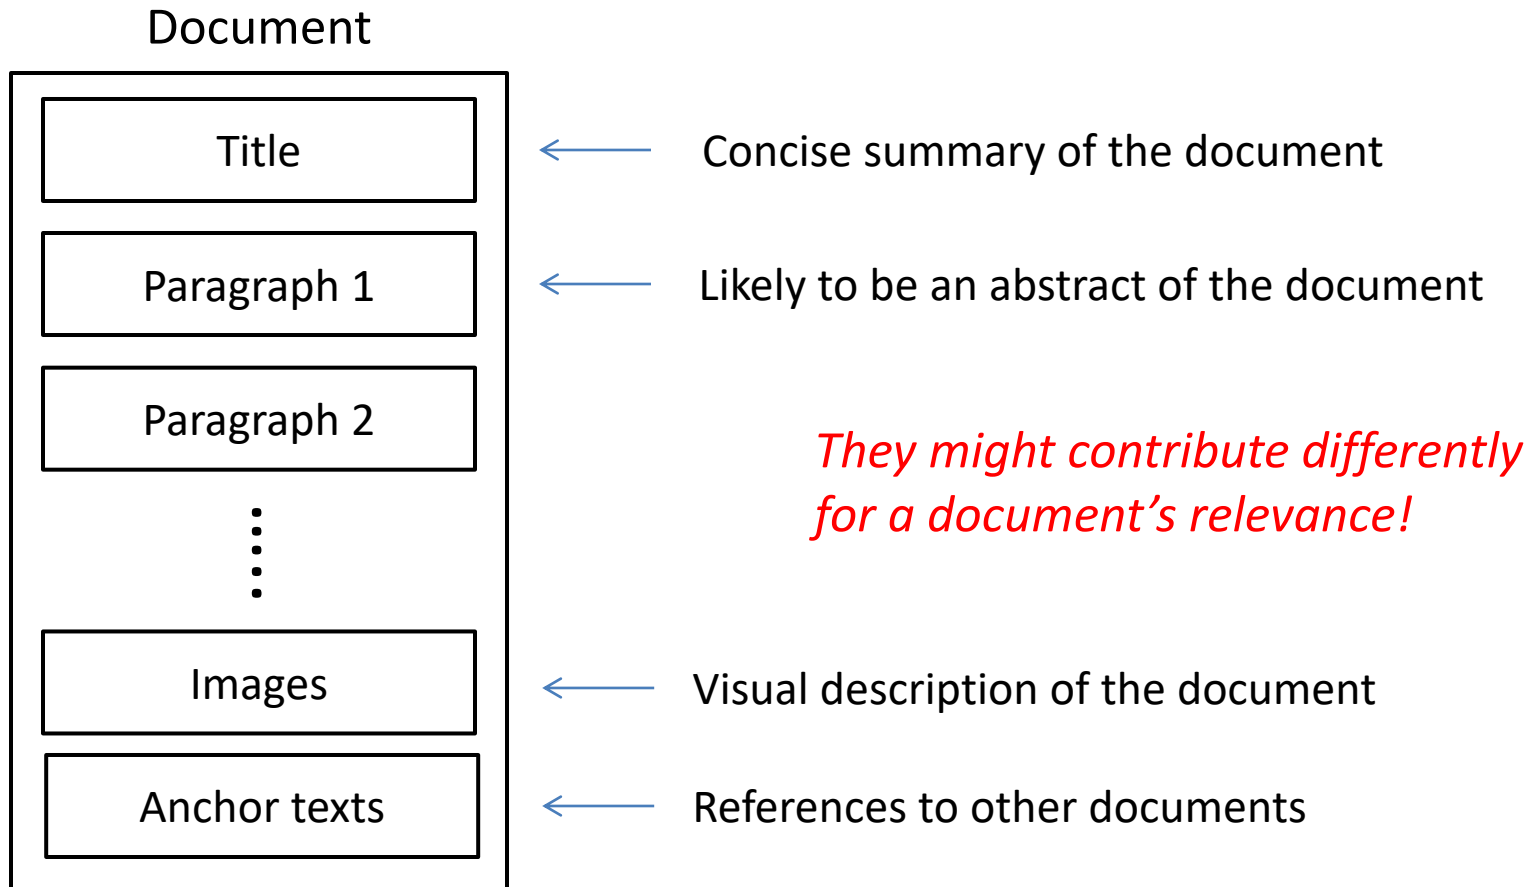 Document
Title
Concise summary of the document
Paragraph 1
Likely to be an abstract of the document
Paragraph 2
They might contribute differently
for a document’s relevance!
Images
Visual description of the document
Anchor texts
References to other documents